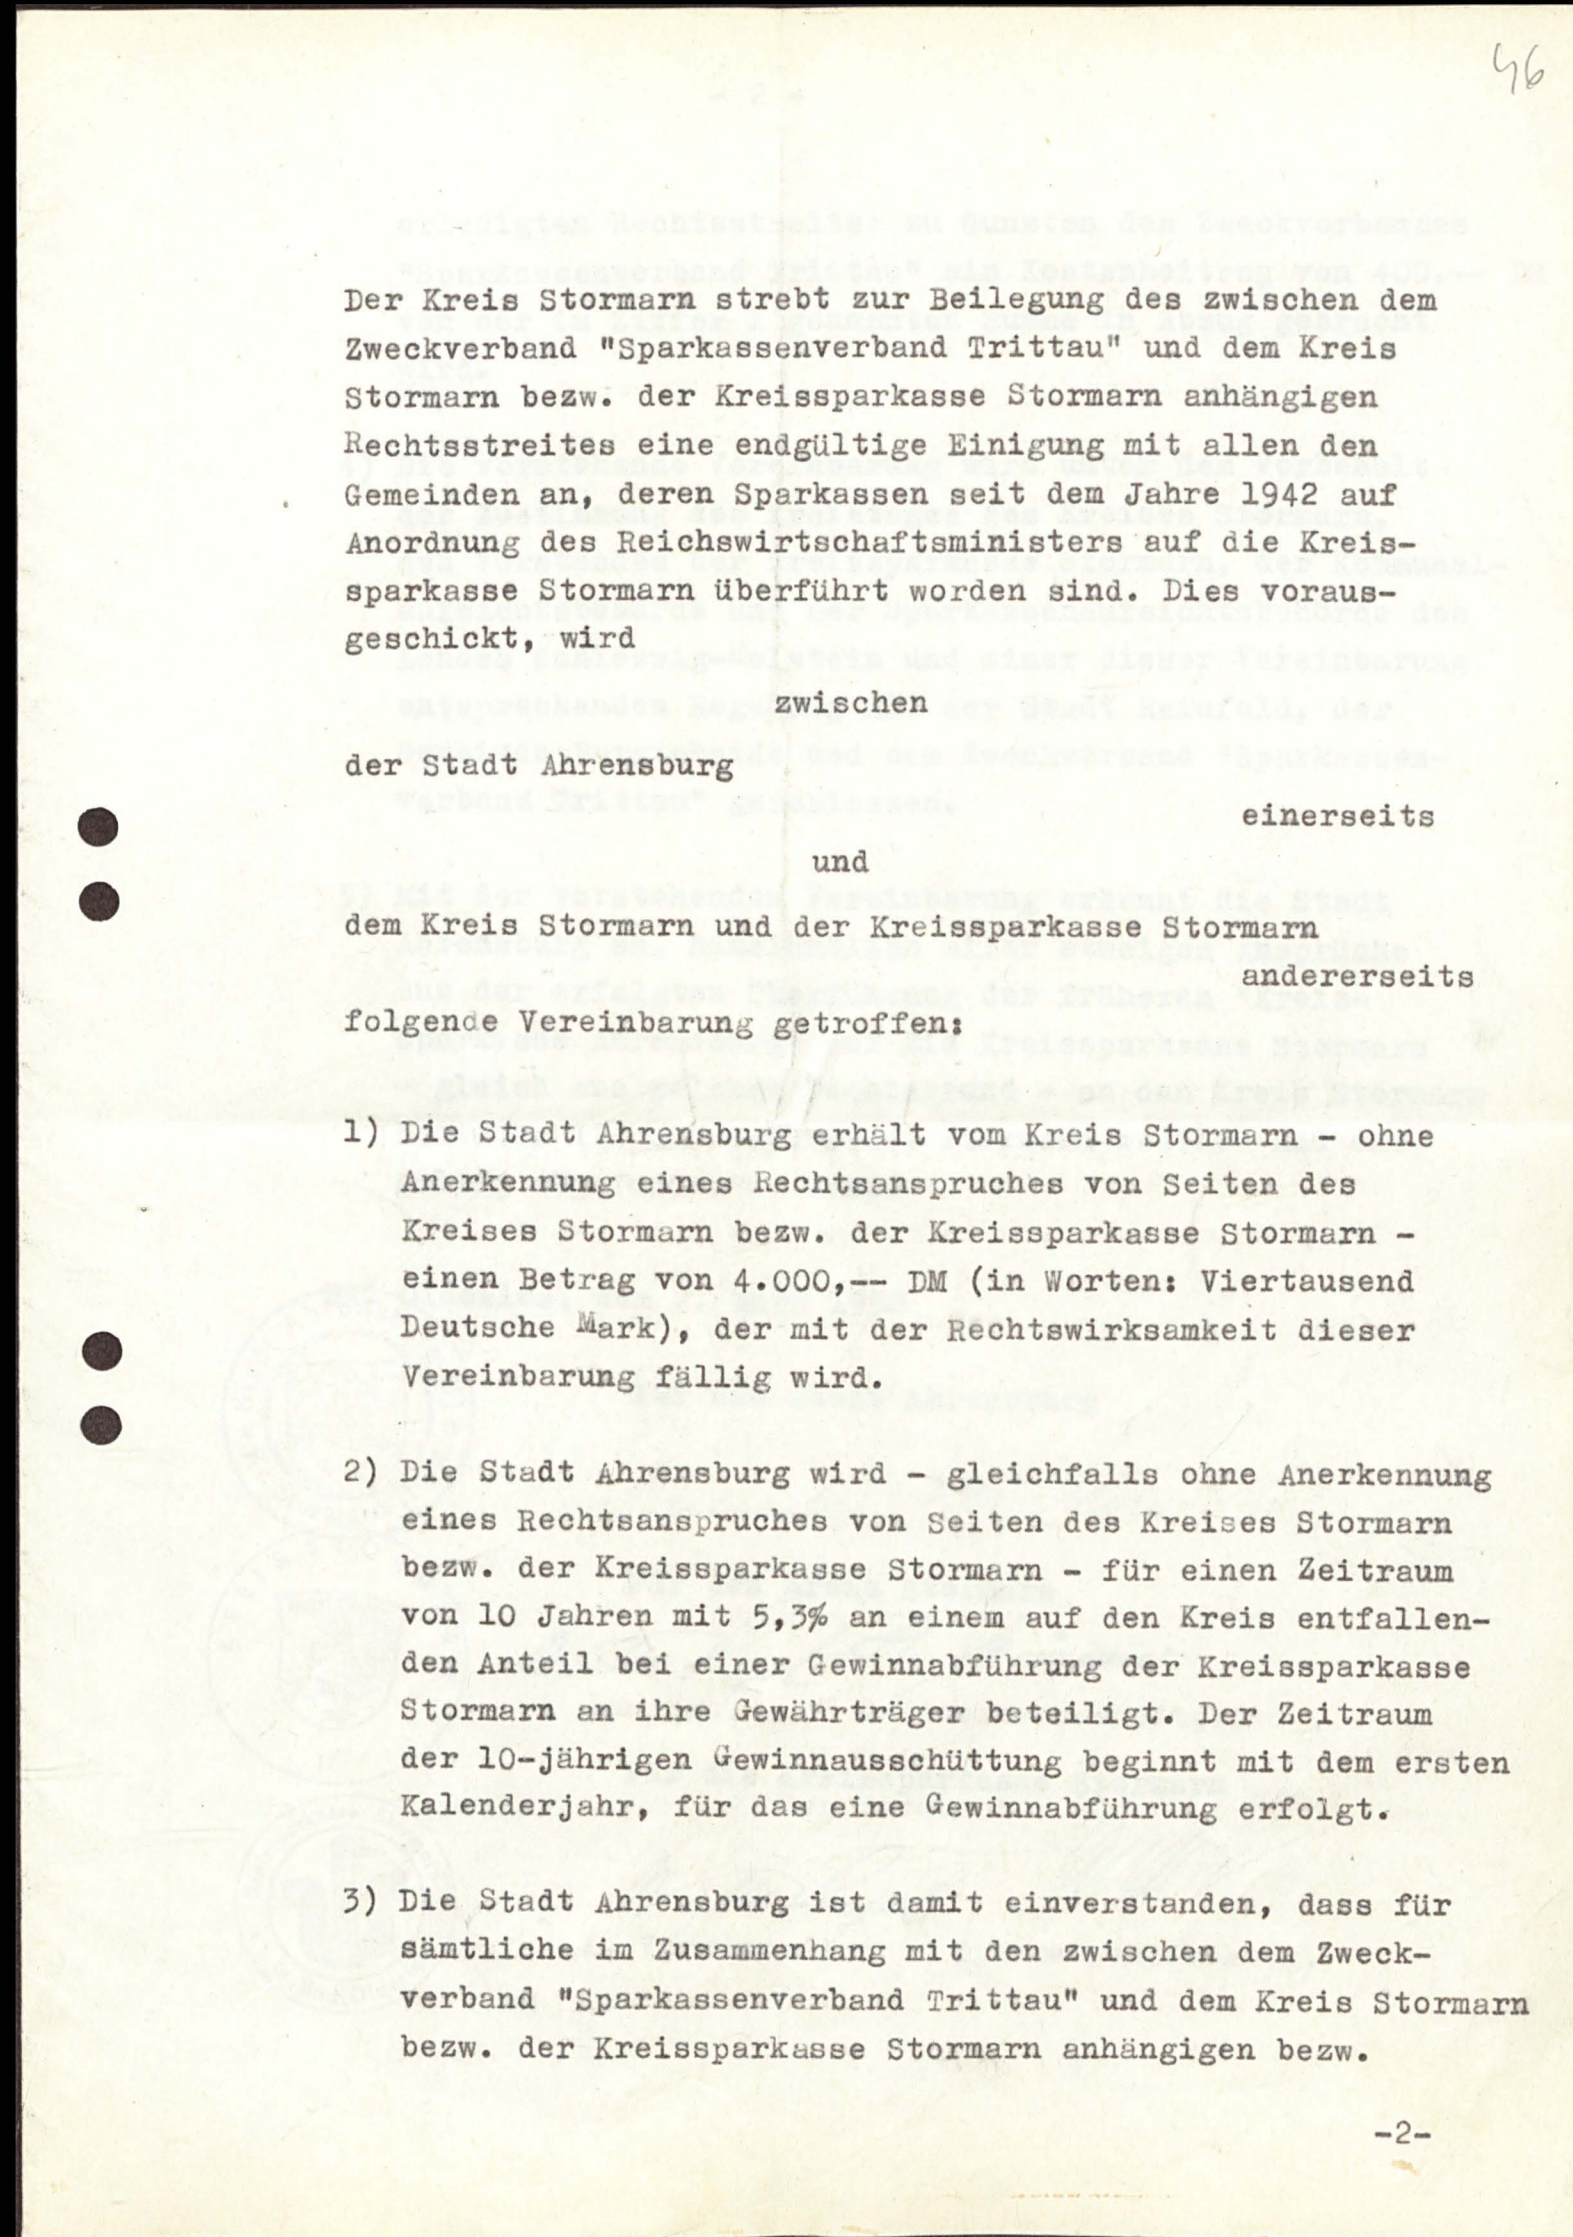 46
Der Kreis Stormarn strebt zur Beilegung des zwischen dem
Zweckverband "Sparkassenverband Trittau" und dem Kreis
Stormarn bezw. der Kreissparkasse Stormarn anhängigen
Rechtsstreites eine endgültige Einigung mit allen den
Gemeinden an, deren Sparkassen seit dem Jahre 1942 auf
Anordnung des Reichswirtschaftsministers auf die Kreis-
sparkasse Stormarn überführt worden sind. Dies voraus-
geschickt, wird
zwischen
der Stadt Ahrensburg
einerseits
und
dem Kreis Stormarn und der Kreissparkasse Stormarn
andererseits
folgende Vereinbarung getroffen:
1) Die Stadt Ahrensburg erhält vom Kreis Stormarn - ohne
Anerkennung eines Rechtsanspruches von Seiten des
Kreises Stormarn bezw. der Kreissparkasse Stormarn -
einen Betrag von 4.000,-- DM (in Worten: Viertausend
Deutsche Mark), der mit der Rechtswirksamkeit dieser
Vereinbarung fällig wird.
2) Die Stadt Ahrensburg wird - gleichfalls ohne Anerkennung
eines Rechtsanspruches von Seiten des Kreises Stormarn
bezw. der Kreissparkasse Stormarn - für einen Zeitraum
von 10 Jahren mit 5,3% an einem auf den Kreis entfallen-
den Anteil bei einer Gewinnabführung der Kreissparkasse
Stormarn an ihre Gewährträger beteiligt. Der Zeitraum
der 10-jährigen Gewinnausschüttung beginnt mit dem ersten
Kalenderjahr, für das eine Gewinnabführung erfolgt.
3) Die Stadt Ahrensburg ist damit einverstanden, dass für
sämtliche im Zusammenhang mit den zwischen dem Zweck-
verband "Sparkassenverband Trittau" und dem Kreis Stormarn
bezw. der Kreissparkasse Stormarn anhängigen bezw.
-2-